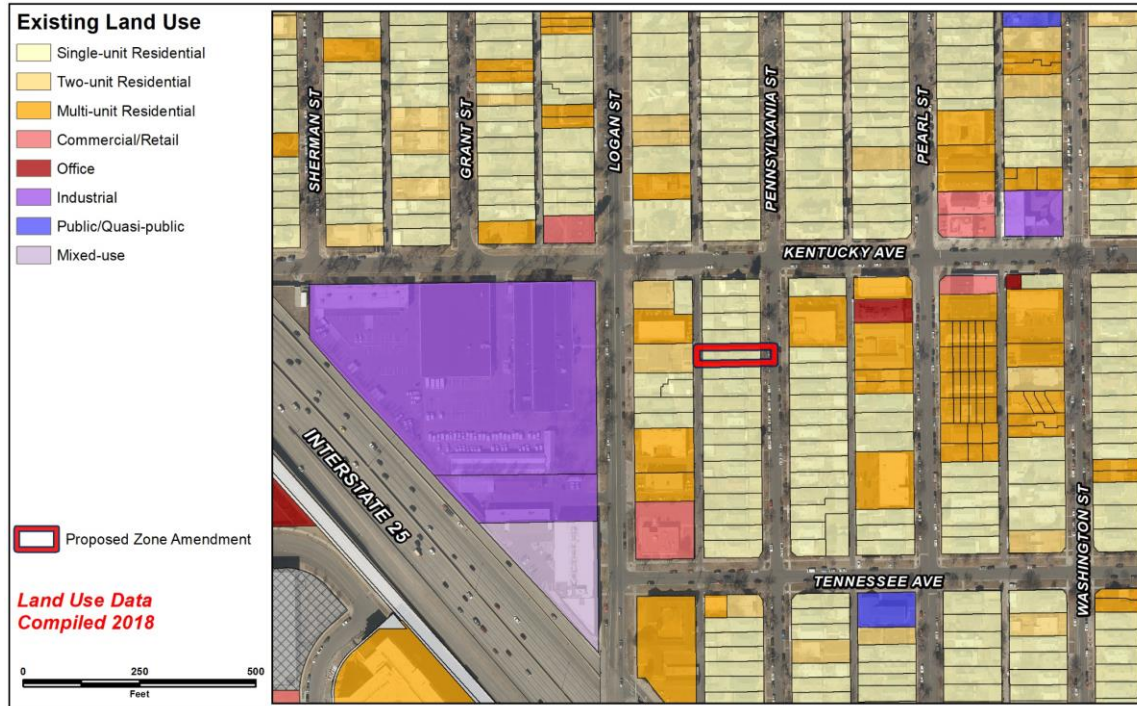 Existing Land Use
Single-unit Residential
Two-unit Residential
Multi-unit Residential
Commercial/Retail
Office
Industrial
Public/Quasi-public
Mixed-use
Proposed Zone Amendment
Land Use Data
Compiled 2018
0 250 500
Feet
SHERMAN ST
GRANT ST
LOGAN ST
PENNSYLVANIA ST
PEARL ST
KENTUCKY AVE
INTERSTATE 25
TENNESSEE AVE
WASHINGTON ST